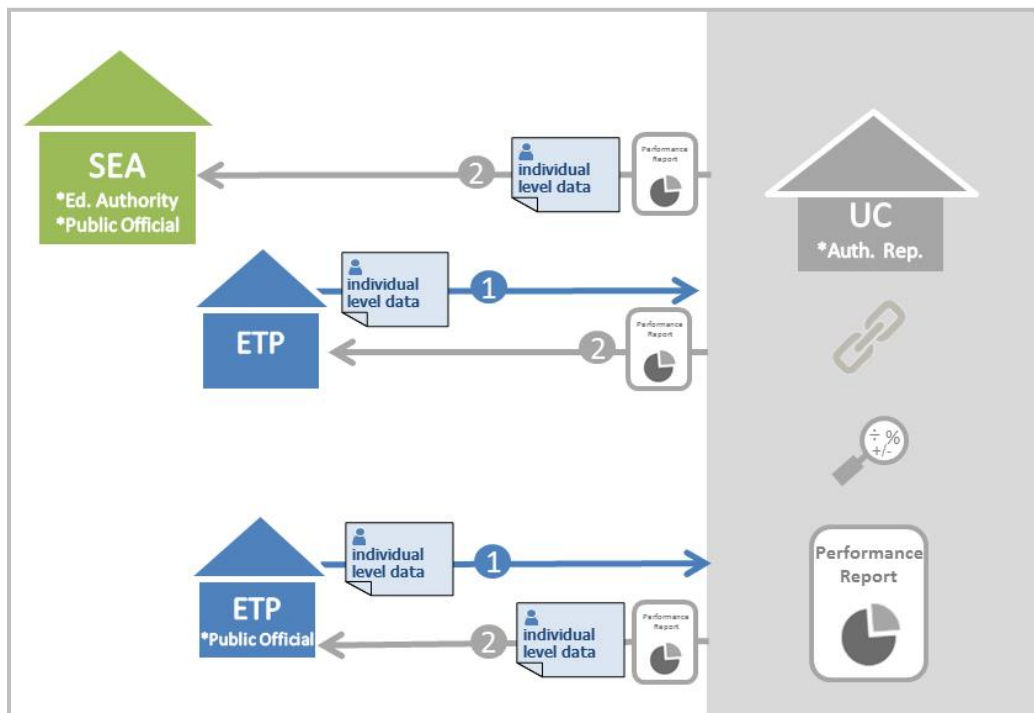 SEA
*Ed. Authority
*Public Official
2
individual
level data
Performance
Report
UC
*Auth. Rep.
ETP
individual
level data
1
2
Performance
Report
÷ %
+/-
ETP
*Public Official
individual
level data
1
2
individual
level data
Performance
Report
Performance
Report